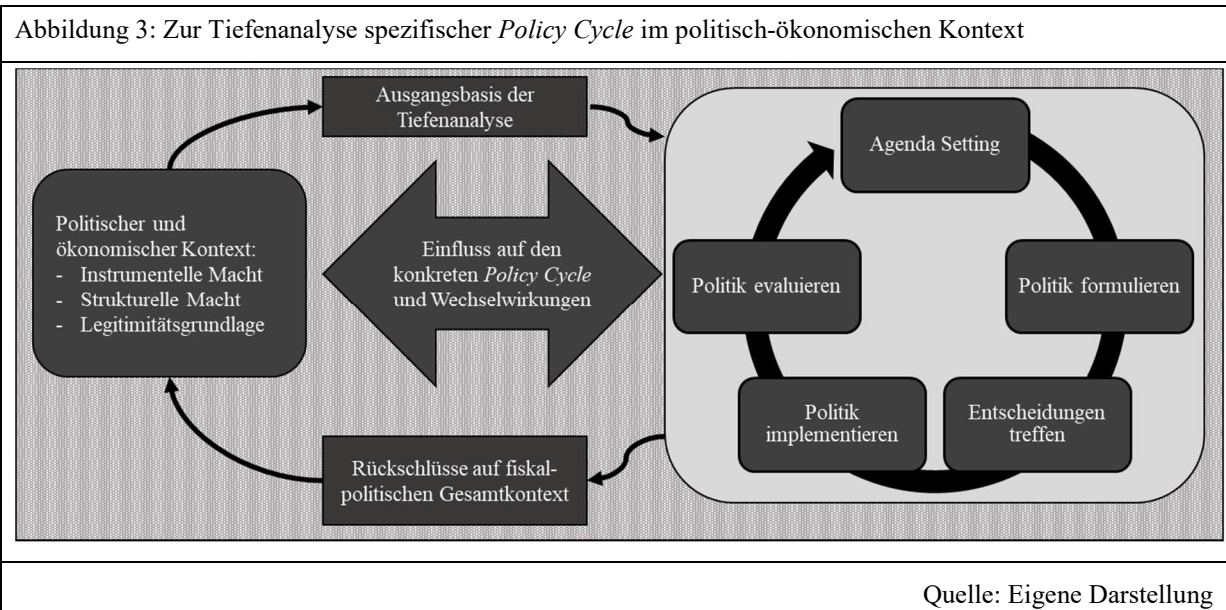 Abbildung 3: Zur Tiefenanalyse spezifischer Policy Cycle im politisch-ökonomischen Kontext
Ausgangsbasis der
Tiefenanalyse
Politischer und
ökonomischer Kontext:
- Instrumentelle Macht
- Strukturelle Macht
- Legitimitätsgrundlage
Einfluss auf den
konkreten Policy Cycle
und Wechselwirkungen
Rückschlüsse auf fiskal-
politischen Gesamtkontext
Agenda Setting
Politik formulieren
Entscheidungen
treffen
Politik
implementieren
Politik evaluieren
Quelle: Eigene Darstellung